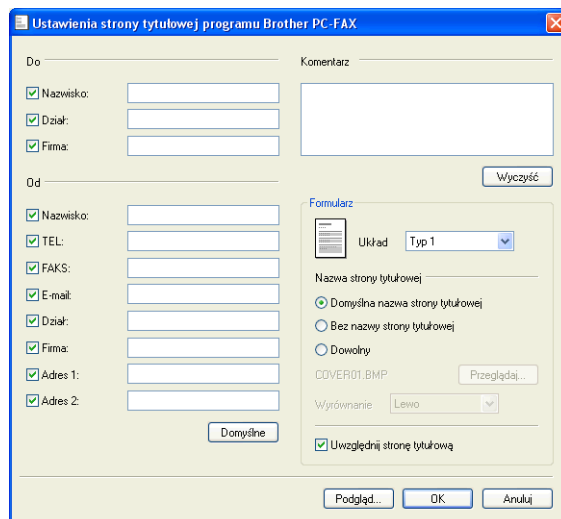 Ustawienia strony tytułowej programu Brother PC-FAX
Do
Nazwisko:
Dział:
Firma:
Od
Nazwisko:
TEL:
FAKS:
E-mail:
Dział:
Firma:
Adres 1:
Adres 2:
Domyślne
Komentarz
Wyczyść
Formularz
Układ Typ 1
Nazwa strony tytułowej
Domyślna nazwa strony tytułowej
Bez nazwy strony tytułowej
Dowolny
COVER01.BMP Przeglądaj...
Wyrównanie Lewo
Uwzględnij stronę tytułową
Podgląd... OK Anuluj